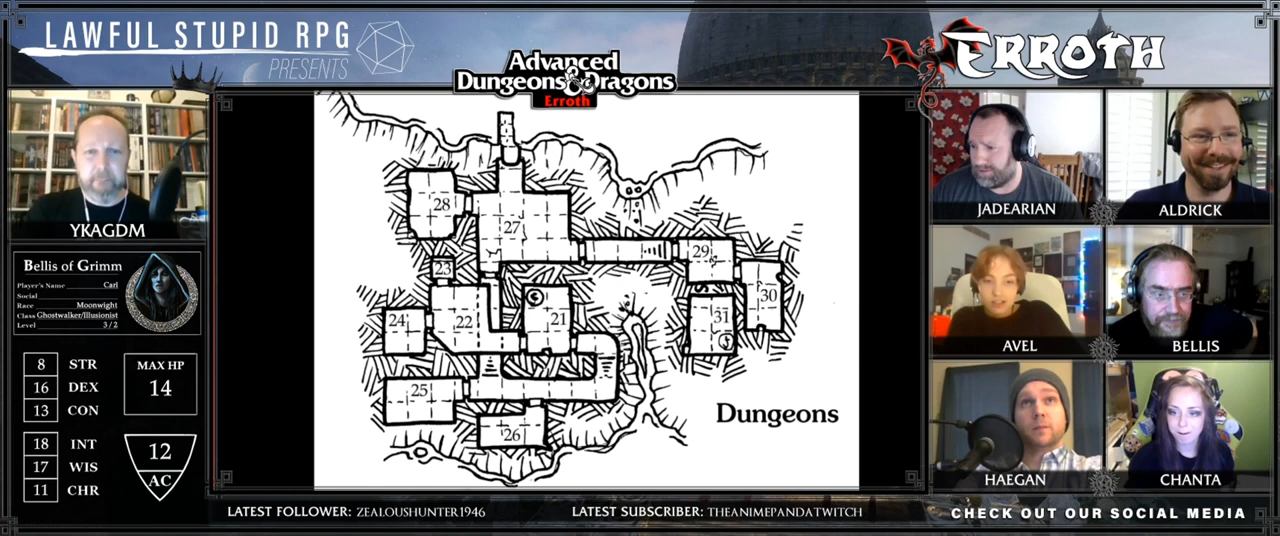 LAWFUL STUPID RPG
PRESENTS
Advanced
Dungeons & Dragons
Erroth
ERROTH
YKAGDM
Bellis of Grimm
Player's Name Carl
Social
Race Moonwight
Class Ghostwalker/Illusionist
Level 3/2
8 STR
16 DEX
13 CON
18 INT
17 WIS
11 CHR
MAX HP
14
12
AC
28
27
23
29
30
24
22
21
31
25
26
Dungeons
JADEARIAN
ALDRICK
AVEL
BELLIS
HAEGAN
CHANTA
LATEST FOLLOWER: ZEALOUSHUNTER1946
LATEST SUBSCRIBER: THEANIMEPANDATWITCH
CHECK OUT OUR SOCIAL MEDIA